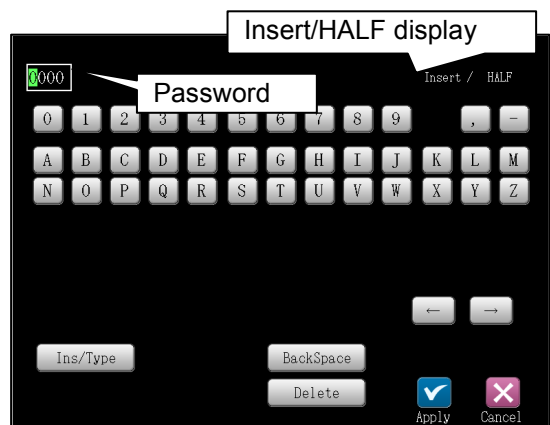 Insert/HALF display
0000
Password
Insert / HALF
0 1 2 3 4 5 6 7 8 9 , -
A B C D E F G H I J K L M
N O P Q R S T U V W X Y Z
← →
Ins/Type
BackSpace
Delete
Apply
Cancel